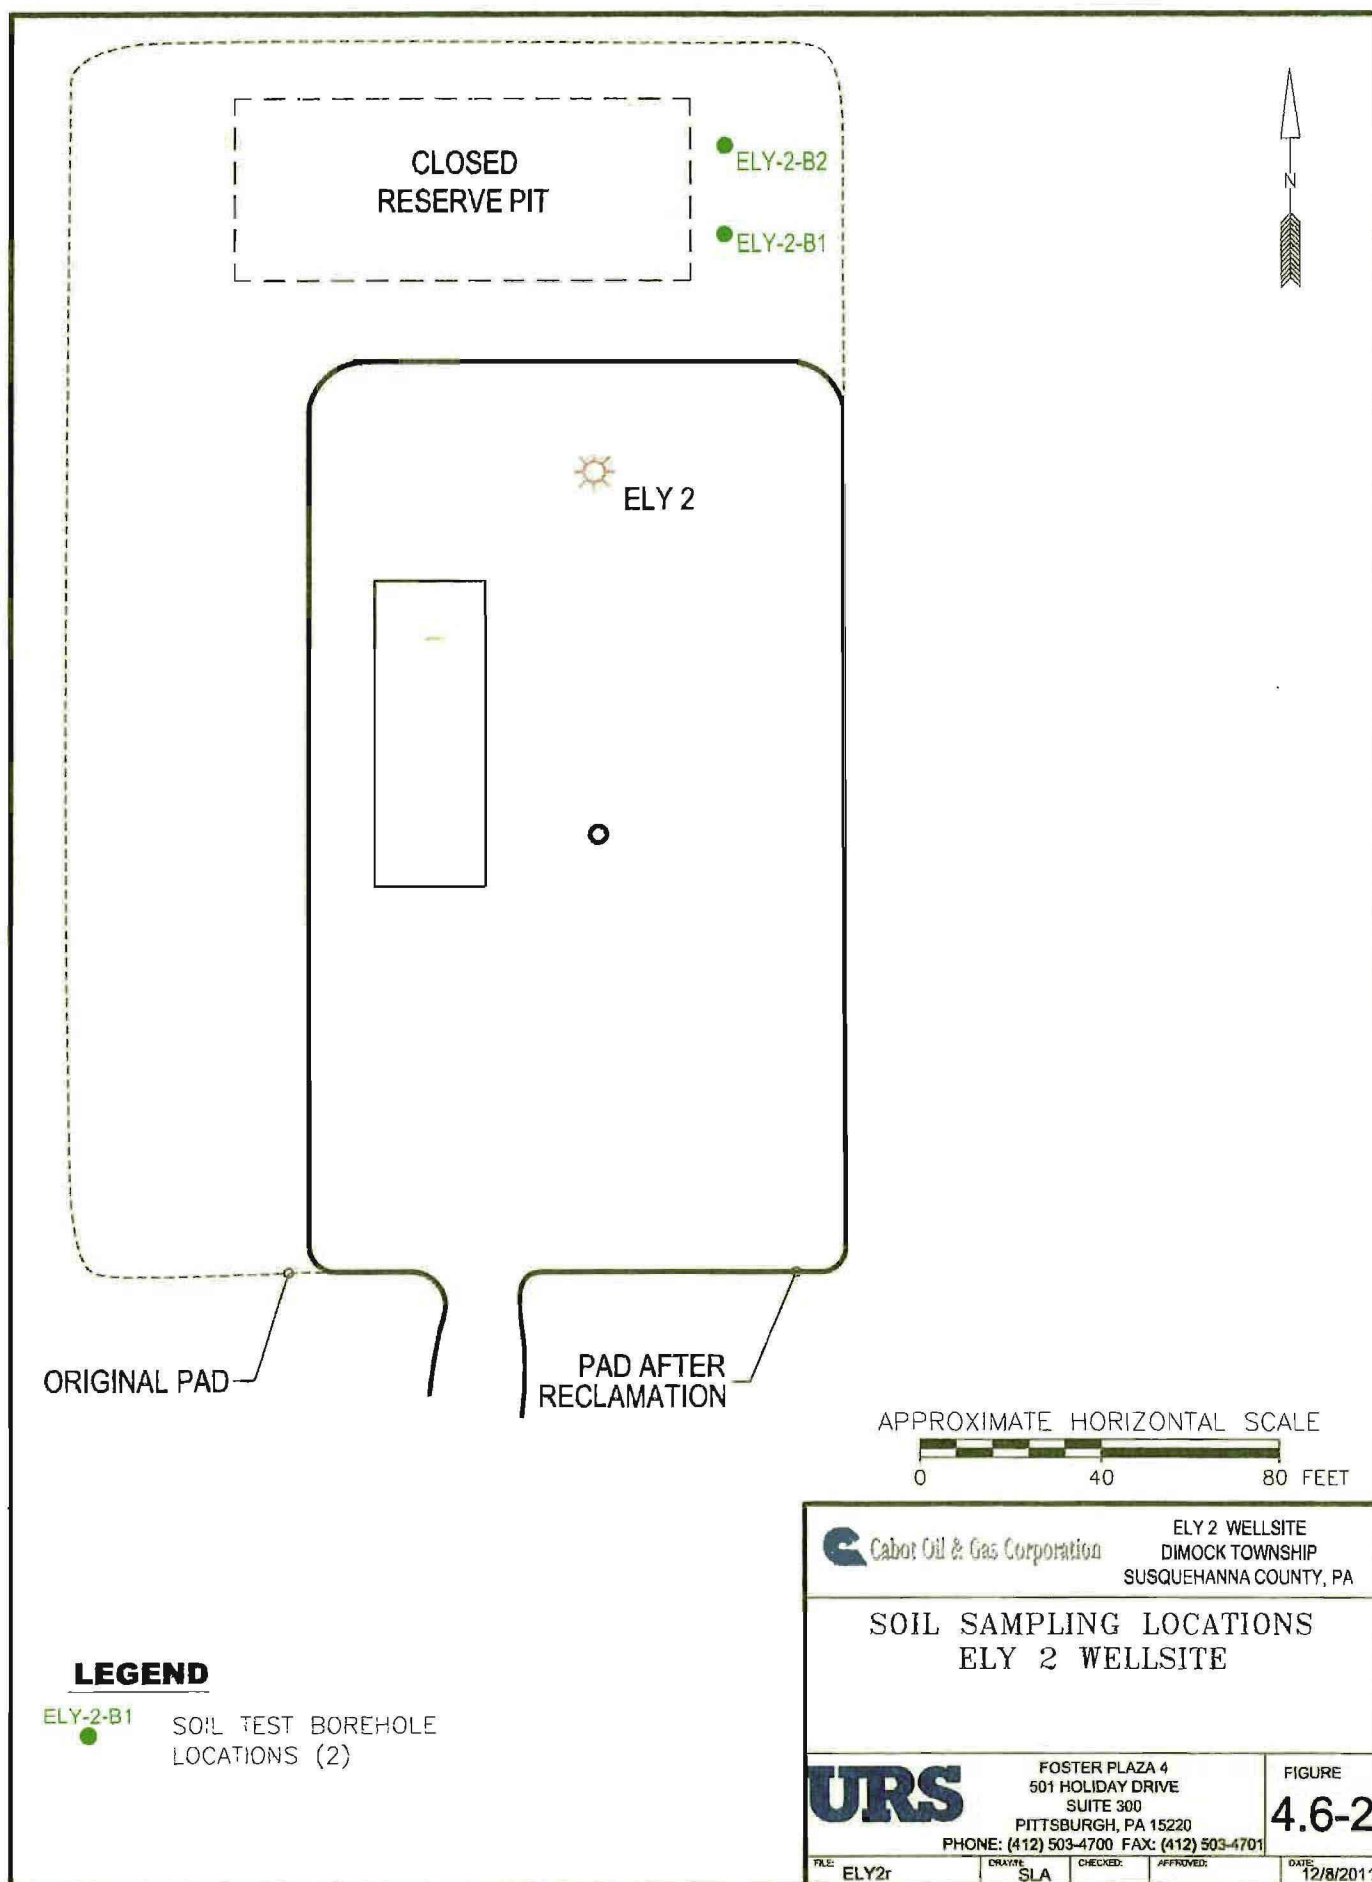 CLOSED
RESERVE PIT
ELY-2-B2
ELY-2-B1
N
ELY 2
ORIGINAL PAD
PAD AFTER
RECLAMATION
APPROXIMATE HORIZONTAL SCALE
0 40 80 FEET
LEGEND
ELY-2-B1
SOIL TEST BOREHOLE
LOCATIONS (2)
Cabot Oil & Gas Corporation
ELY 2 WELLSITE
DIMOCK TOWNSHIP
SUSQUEHANNA COUNTY, PA
SOIL SAMPLING LOCATIONS
ELY 2 WELLSITE
URS
FOSTER PLAZA 4
501 HOLIDAY DRIVE
SUITE 300
PITTSBURGH, PA 15220
PHONE: (412) 503-4700 FAX: (412) 503-4701
FIGURE
4.6-2
FILE: ELY2r
DRAWN: SLA
CHECKED:
APPROVED:
DATE: 12/8/2011